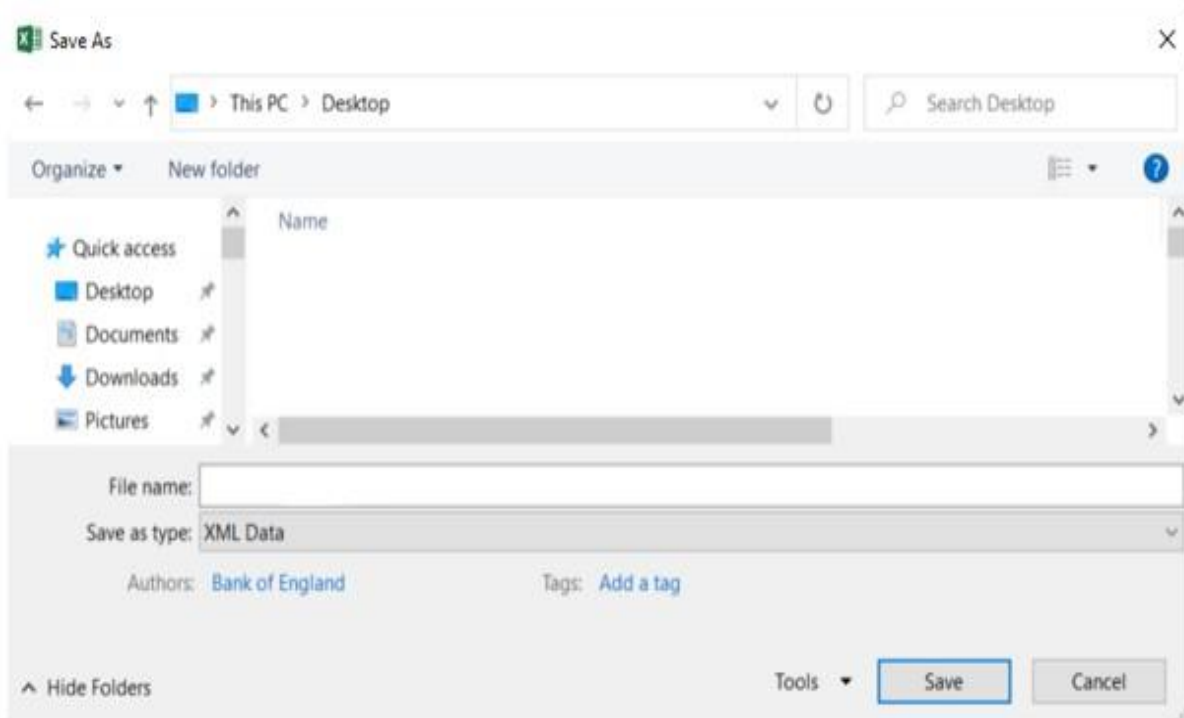 Save As
This PC > Desktop
Search Desktop
Organize
New folder
Name
Quick access
Desktop
Documents
Downloads
Pictures
File name:
Save as type: XML Data
Authors: Bank of England
Tags: Add a tag
Hide Folders
Tools
Save
Cancel